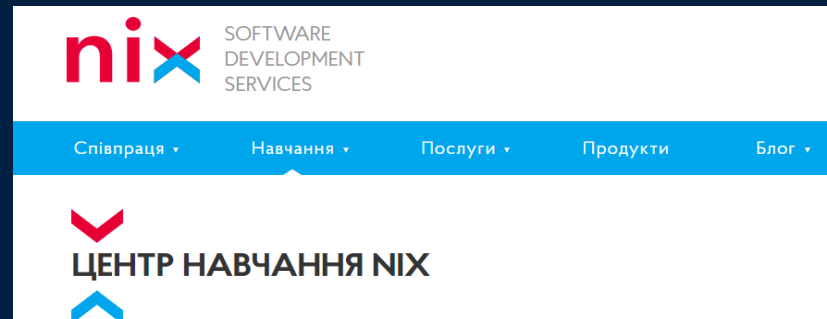 nix
SOFTWARE
DEVELOPMENT
SERVICES
Співпраця ▾ Навчання ▾ Послуги ▾ Продукти Блог ▾
ЦЕНТР НАВЧАННЯ NIX